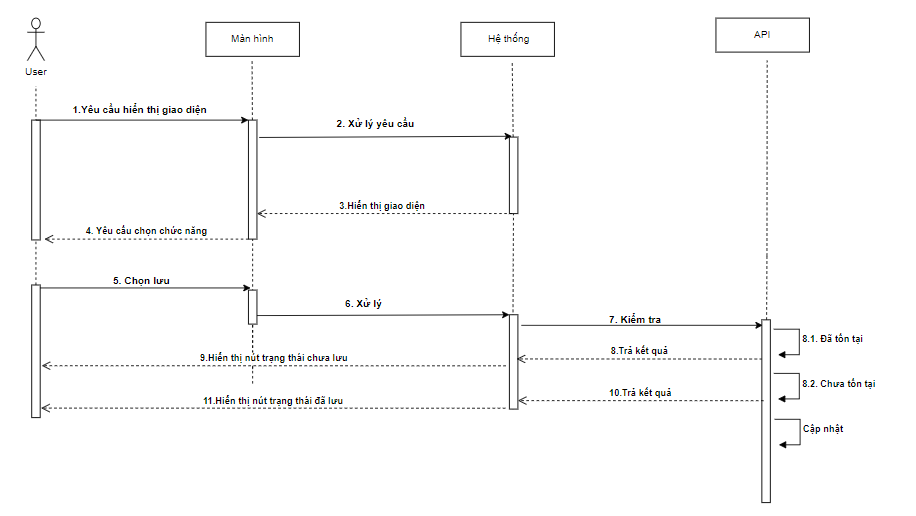 User
Màn hình
Hệ thống
API
1.Yêu cầu hiển thị giao diện
2. Xử lý yêu cầu
3.Hiển thị giao diện
4. Yêu cầu chọn chức năng
5. Chọn lưu
6. Xử lý
7. Kiểm tra
8.1. Đã tồn tại
8.Trả kết quả
9.Hiển thị nút trạng thái chưa lưu
8.2. Chưa tồn tại
10.Trả kết quả
11.Hiển thị nút trạng thái đã lưu
Cập nhật